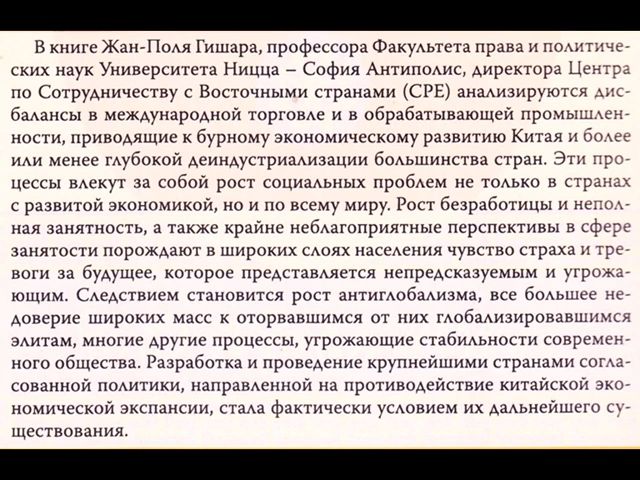 В книге Жан-Поля Гишара, профессора Факультета права и политиче-
ских наук Университета Ницца – София Антиполис, директора Центра
по Сотрудничеству с Восточными странами (CPE) анализируются дис-
балансы в международной торговле и в обрабатывающей промышлен-
ности, приводящие к бурному экономическому развитию Китая и более
или менее глубокой деиндустриализации большинства стран. Эти про-
цессы влекут за собой рост социальных проблем не только в странах
с развитой экономикой, но и по всему миру. Рост безработицы и непол-
ная занятность, а также крайне неблагоприятные перспективы в сфере
занятости порождают в широких слоях населения чувство страха и тре-
воги за будущее, которое представляется непредсказуемым и угрожа-
ющим. Следствием становится рост антиглобализма, все большее не-
доверие широких масс к оторвавшимся от них глобализировавшимся
элитам, многие другие процессы, угрожающие стабильности современ-
ного общества. Разработка и проведение крупнейшими странами согла-
сованной политики, направленной на противодействие китайской эко-
номической экспансии, стала фактически условием их дальнейшего су-
ществования.